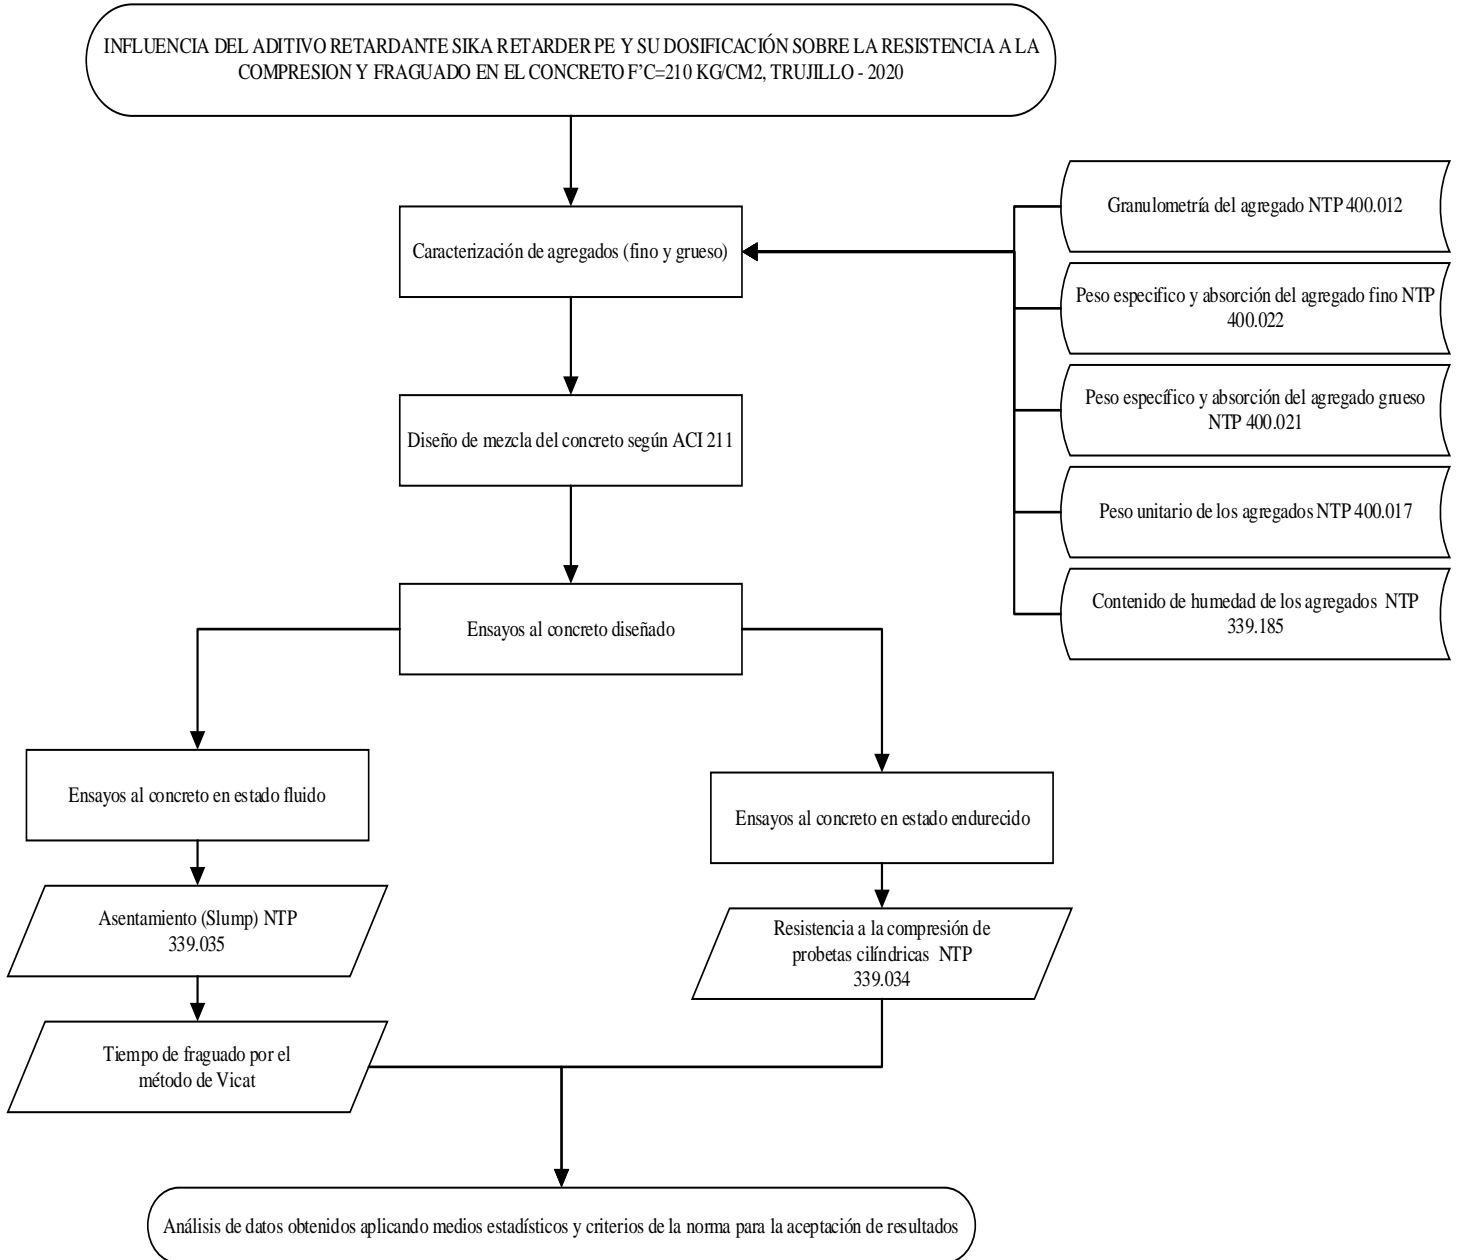 INFLUENCIA DEL ADITIVO RETARDANTE SIKA RETARDER PE Y SU DOSIFICACIÓN SOBRE LA RESISTENCIA A LA
COMPRESION Y FRAGUADO EN EL CONCRETO F'C=210 KG/CM2, TRUJILLO - 2020
Caracterización de agregados (fino y grueso)
Granulometría del agregado NTP 400.012
Peso especifico y absorción del agregado fino NTP
400.022
Peso específico y absorción del agregado grueso
NTP 400.021
Peso unitario de los agregados NTP 400.017
Contenido de humedad de los agregados NTP
339.185
Diseño de mezcla del concreto según ACI 211
Ensayos al concreto diseñado
Ensayos al concreto en estado fluido
Asentamiento (Slump) NTP
339.035
Tiempo de fraguado por el
método de Vicat
Ensayos al concreto en estado endurecido
Resistencia a la compresión de
probetas cilíndricas NTP
339.034
Análisis de datos obtenidos aplicando medios estadísticos y criterios de la norma para la aceptación de resultados